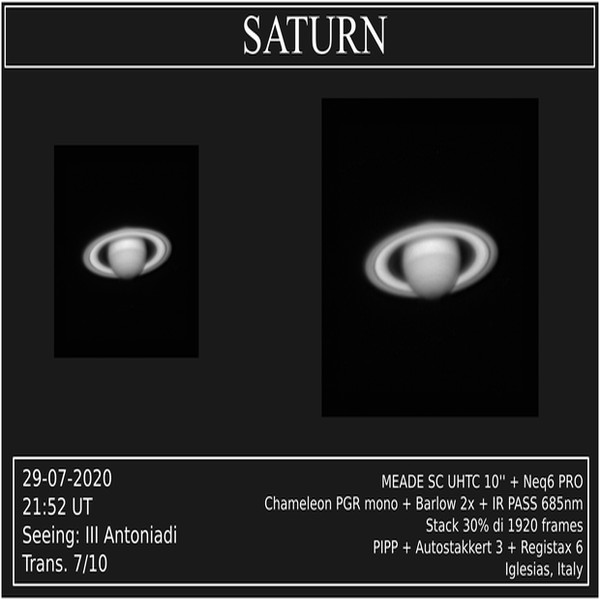 SATURN
29-07-2020
21:52 UT
Seeing: III Antoniadi
Trans. 7/10
MEADE SC UHTC 10'' + Neq6 PRO
Chameleon PGR mono + Barlow 2x + IR PASS 685nm
Stack 30% di 1920 frames
PIPP + Autostakkert 3 + Registax 6
Iglesias, Italy